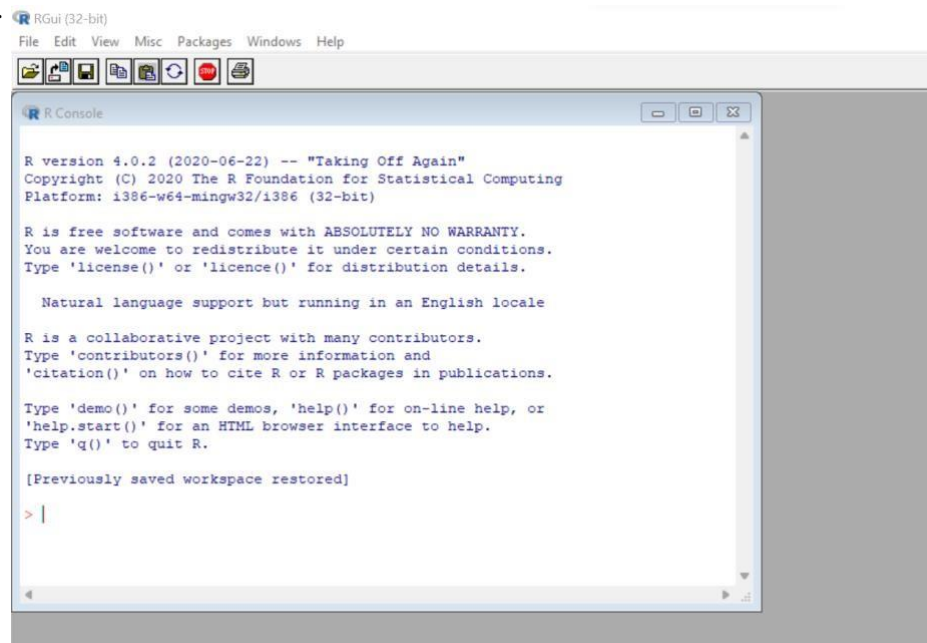 RGui (32-bit)
File Edit View Misc Packages Windows Help
STOP
R Console
R version 4.0.2 (2020-06-22) -- "Taking Off Again"
Copyright (C) 2020 The R Foundation for Statistical Computing
Platform: i386-w64-mingw32/i386 (32-bit)
R is free software and comes with ABSOLUTELY NO WARRANTY.
You are welcome to redistribute it under certain conditions.
Type 'license()' or 'licence()' for distribution details.
Natural language support but running in an English locale
R is a collaborative project with many contributors.
Type 'contributors()' for more information and
'citation()' on how to cite R or R packages in publications.
Type 'demo()' for some demos, 'help()' for on-line help, or
'help.start()' for an HTML browser interface to help.
Type 'q()' to quit R.
[Previously saved workspace restored]
>